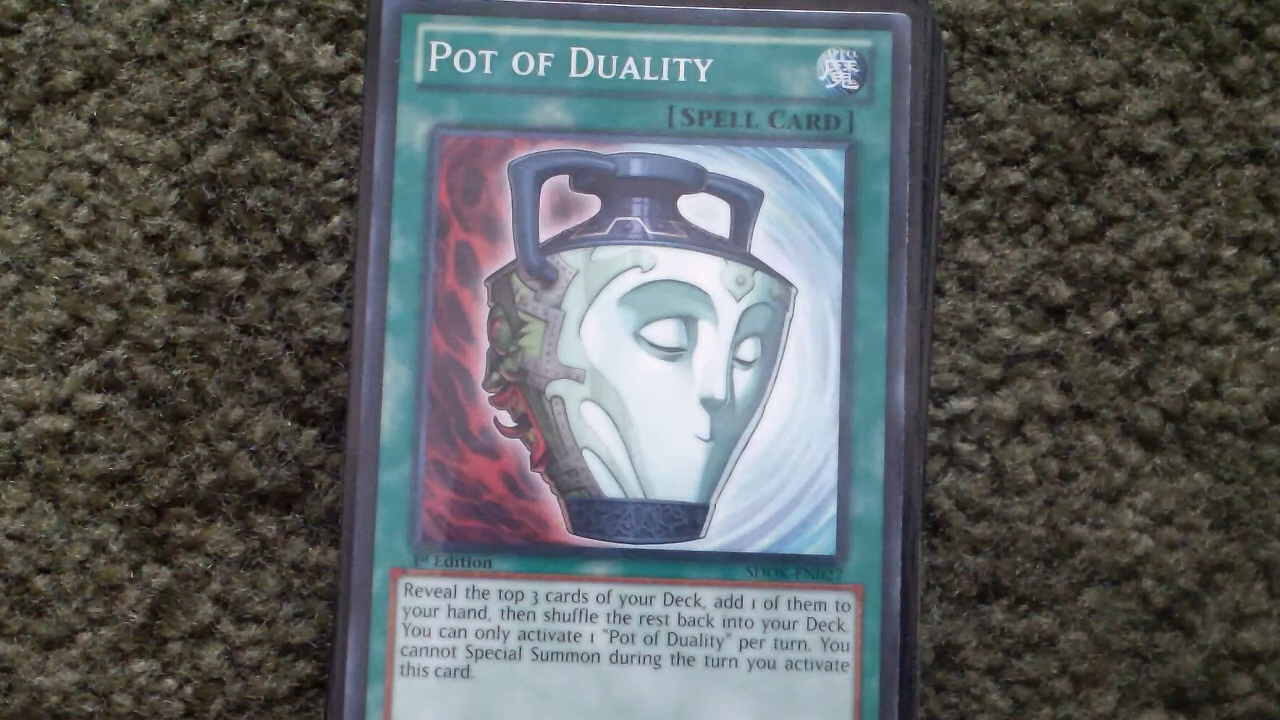 Pot of Duality
魔
[Spell Card]
1st Edition
Reveal the top 3 cards of your Deck, add 1 of them to
your hand, then shuffle the rest back into your Deck.
You can only activate 1 "Pot of Duality" per turn. You
cannot Special Summon during the turn you activate
this card.